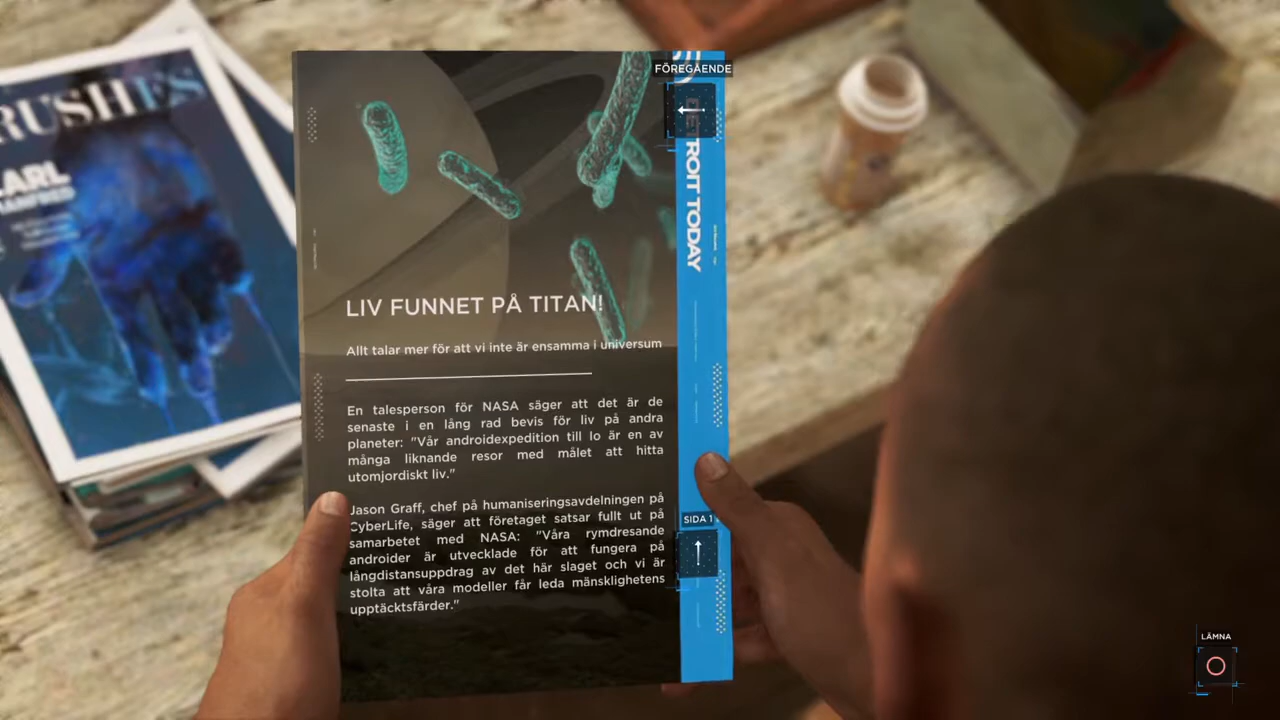 RUSHES
CARL
MANFRED
FÖREGÅENDE
DETROIT TODAY
LIV FUNNET PÅ TITAN!
Allt talar mer för att vi inte är ensamma i universum
En talesperson för NASA säger att det är de
senaste i en lång rad bevis för liv på andra
planeter: "Vår androidexpedition till Io är en av
många liknande resor med målet att hitta
utomjordiskt liv."
Jason Graff, chef på humaniseringsavdelningen på
CyberLife, säger att företaget satsar fullt ut på
samarbetet med NASA: "Våra rymdresande
androider är utvecklade för att fungera på
långdistansuppdrag av det här slaget och vi är
stolta att våra modeller får leda mänsklighetens
upptäcktsfärder."
SIDA 1
LÄMNA